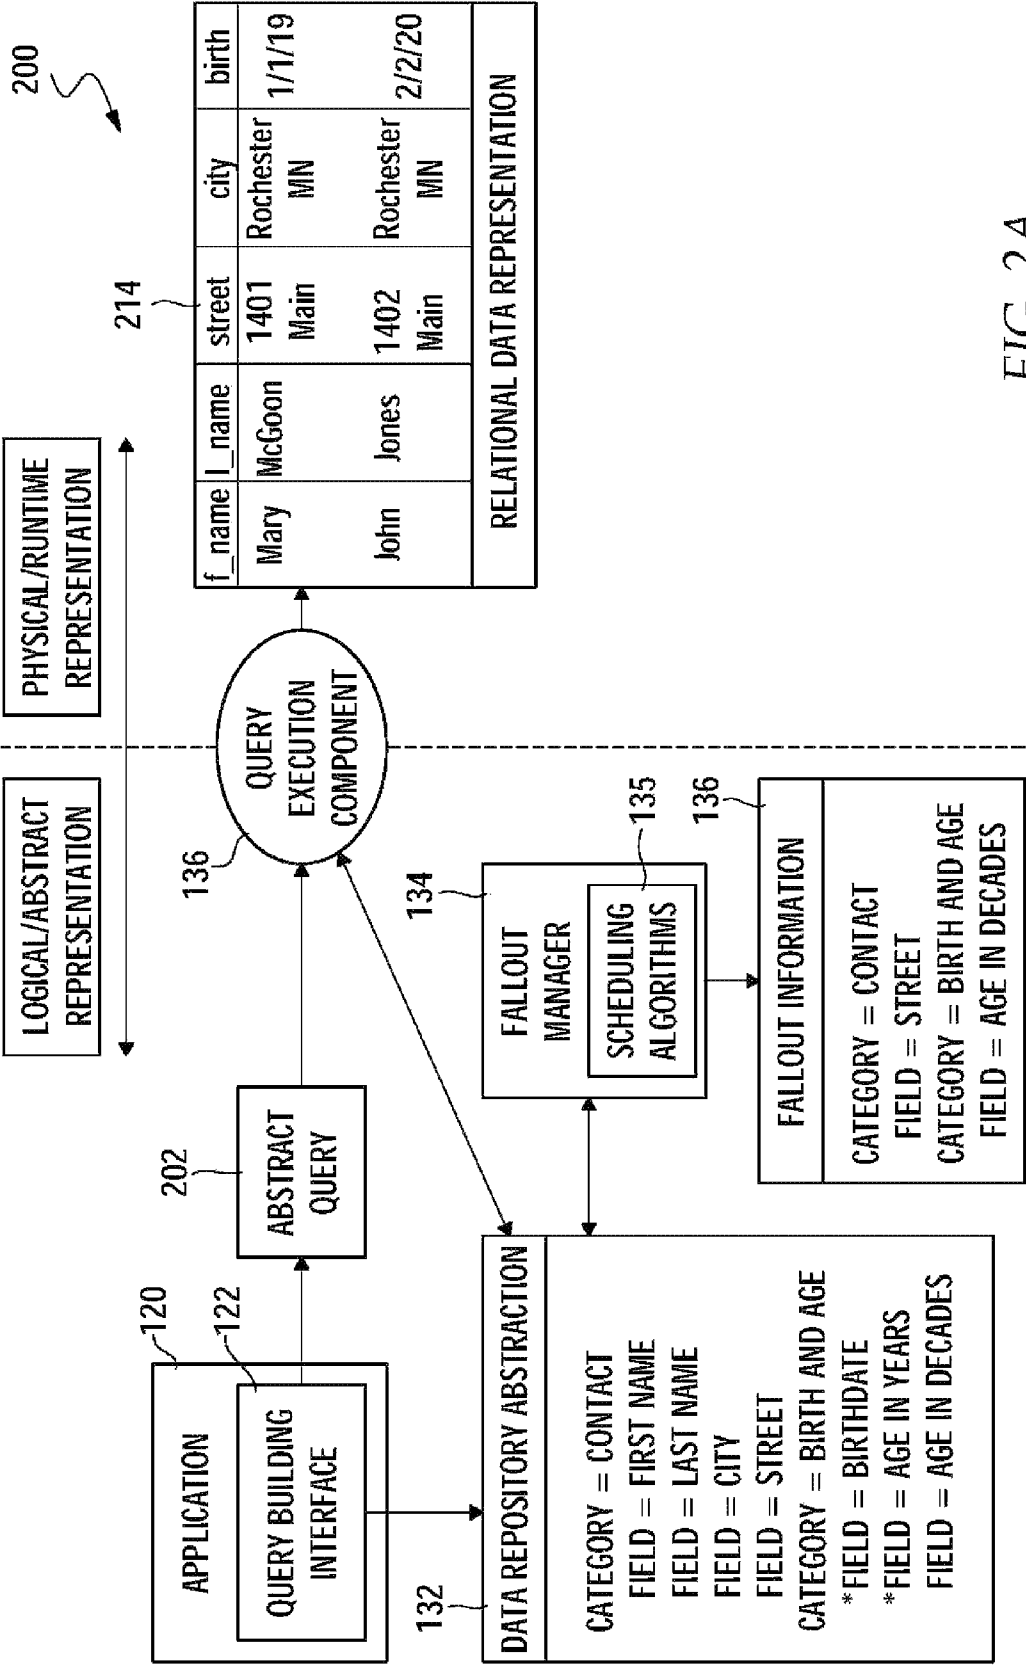 200
LOGICAL/ABSTRACT
REPRESENTATION
PHYSICAL/RUNTIME
REPRESENTATION
120
APPLICATION
122
QUERY BUILDING
INTERFACE
202
ABSTRACT
QUERY
136
QUERY
EXECUTION
COMPONENT
214
f_name l_name street city birth
Mary McGoon 1401 Main Rochester MN 1/1/19
John Jones 1402 Main Rochester MN 2/2/20
RELATIONAL DATA REPRESENTATION
132
DATA REPOSITORY ABSTRACTION
CATEGORY = CONTACT
FIELD = FIRST NAME
FIELD = LAST NAME
FIELD = CITY
FIELD = STREET
CATEGORY = BIRTH AND AGE
*FIELD = BIRTHDATE
*FIELD = AGE IN YEARS
FIELD = AGE IN DECADES
134
FALLOUT
MANAGER
135
SCHEDULING
ALGORITHMS
136
FALLOUT INFORMATION
CATEGORY = CONTACT
FIELD = STREET
CATEGORY = BIRTH AND AGE
FIELD = AGE IN DECADES
FIG. 2A